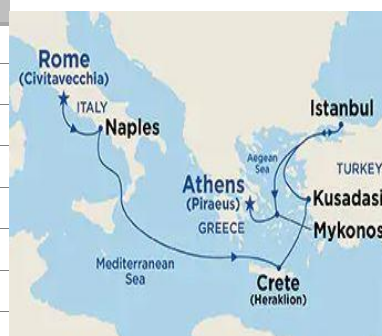 Rome
(Civitavecchia)
ITALY
Naples
Istanbul
Aegean
Sea
TURKEY
Athens
(Piraeus)
Kusadasi
GREECE
Mykonos
Mediterranean
Sea
Crete
(Heraklion)